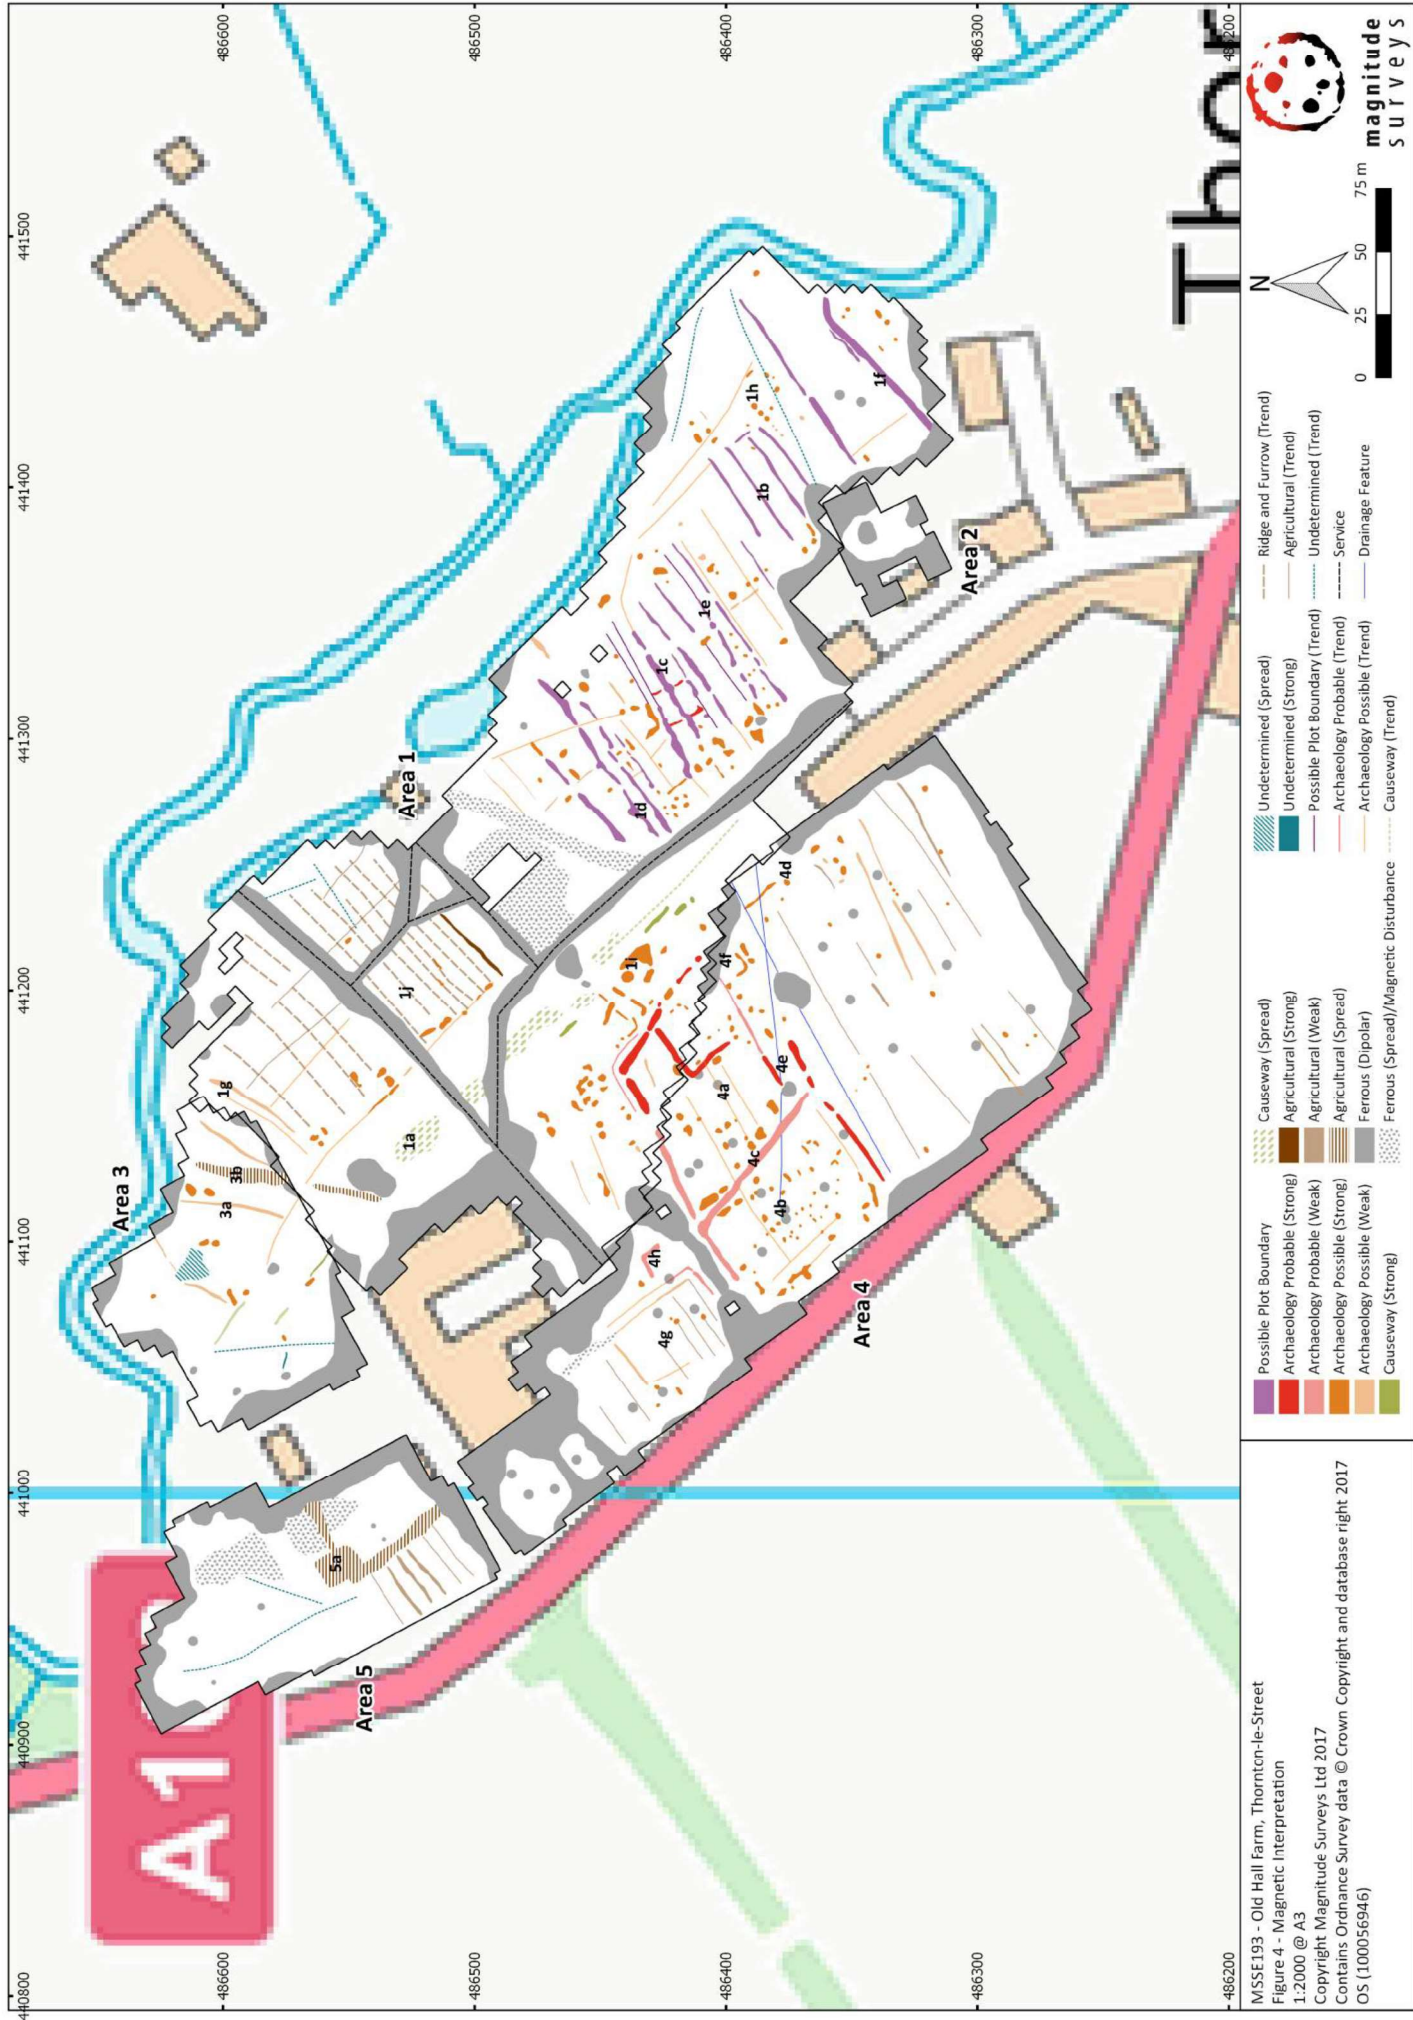 440800
440900
441000
441100
441200
441300
441400
441500
486600
486500
486400
486300
486200
486600
486500
486400
486300
486200
A1
Thor
Area 1
Area 2
Area 3
Area 4
Area 5
1a
1b
1c
1d
1e
1f
1g
1h
1i
1j
3a
3b
4a
4b
4c
4d
4e
4f
4g
4h
5a
MSSE193 - Old Hall Farm, Thornton-le-Street
Figure 4 - Magnetic Interpretation
1:2000 @ A3
Copyright Magnitude Surveys Ltd 2017
Contains Ordnance Survey data © Crown Copyright and database right 2017
OS (100056946)
Possible Plot Boundary
Archaeology Probable (Strong)
Archaeology Probable (Weak)
Archaeology Possible (Strong)
Archaeology Possible (Weak)
Causeway (Strong)
Causeway (Spread)
Agricultural (Strong)
Agricultural (Weak)
Agricultural (Spread)
Ferrous (Dipolar)
Ferrous (Spread)/Magnetic Disturbance
Undetermined (Spread)
Undetermined (Strong)
Possible Plot Boundary (Trend)
Archaeology Probable (Trend)
Archaeology Possible (Trend)
Causeway (Trend)
Ridge and Furrow (Trend)
Agricultural (Trend)
Undetermined (Trend)
Service
Drainage Feature
N
0 25 50 75 m
magnitude
surveys